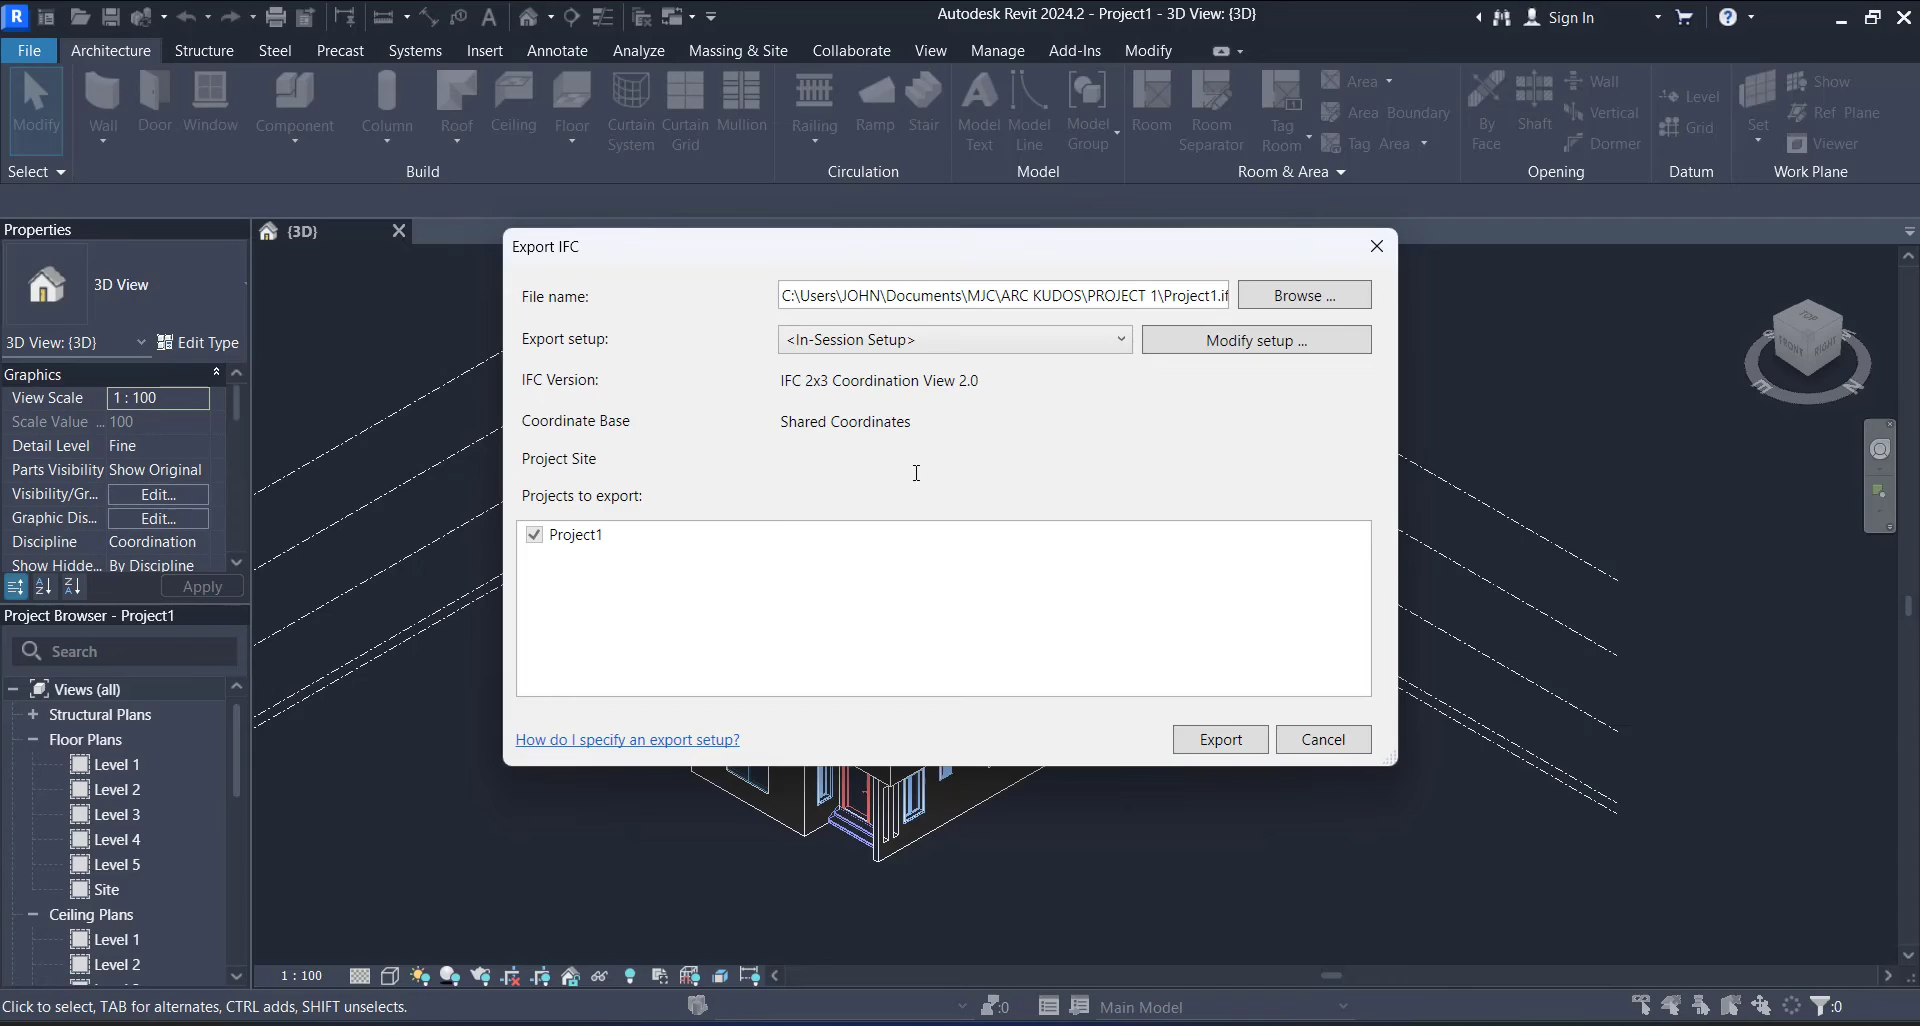 R
Autodesk Revit 2024.2 - Project1 - 3D View: {3D}
Sign In
File Architecture Structure Steel Precast Systems Insert Annotate Analyze Massing & Site Collaborate View Manage Add-Ins Modify
Modify
Wall
Door
Window
Component
Column
Roof
Ceiling
Floor
Curtain System
Curtain Grid
Mullion
Railing
Ramp
Stair
Model Text
Model Line
Model Group
Room
Room Separator
Tag Room
Area
Area Boundary
Tag Area
By Face
Shaft
Wall
Vertical
Dormer
Level
Grid
Set
Show
Ref Plane
Viewer
Select
Build
Circulation
Model
Room & Area
Opening
Datum
Work Plane
Properties
{3D}
3D View
3D View: {3D}
Edit Type
Graphics
View Scale 1 : 100
Scale Value ... 100
Detail Level Fine
Parts Visibility Show Original
Visibility/Gr... Edit...
Graphic Dis... Edit...
Discipline Coordination
Show Hidde... By Discipline
Apply
Project Browser - Project1
Search
Views (all)
Structural Plans
Floor Plans
Level 1
Level 2
Level 3
Level 4
Level 5
Site
Ceiling Plans
Level 1
Level 2
Export IFC
File name: C:\Users\JOHN\Documents\MJC\ARC KUDOS\PROJECT 1\Project1.if
Browse ...
Export setup: <In-Session Setup>
Modify setup ...
IFC Version: IFC 2x3 Coordination View 2.0
Coordinate Base Shared Coordinates
Project Site
Projects to export:
Project1
How do I specify an export setup?
Export
Cancel
TOP
FRONT
RIGHT
1 : 100
Click to select, TAB for alternates, CTRL adds, SHIFT unselects.
:0
Main Model
:0